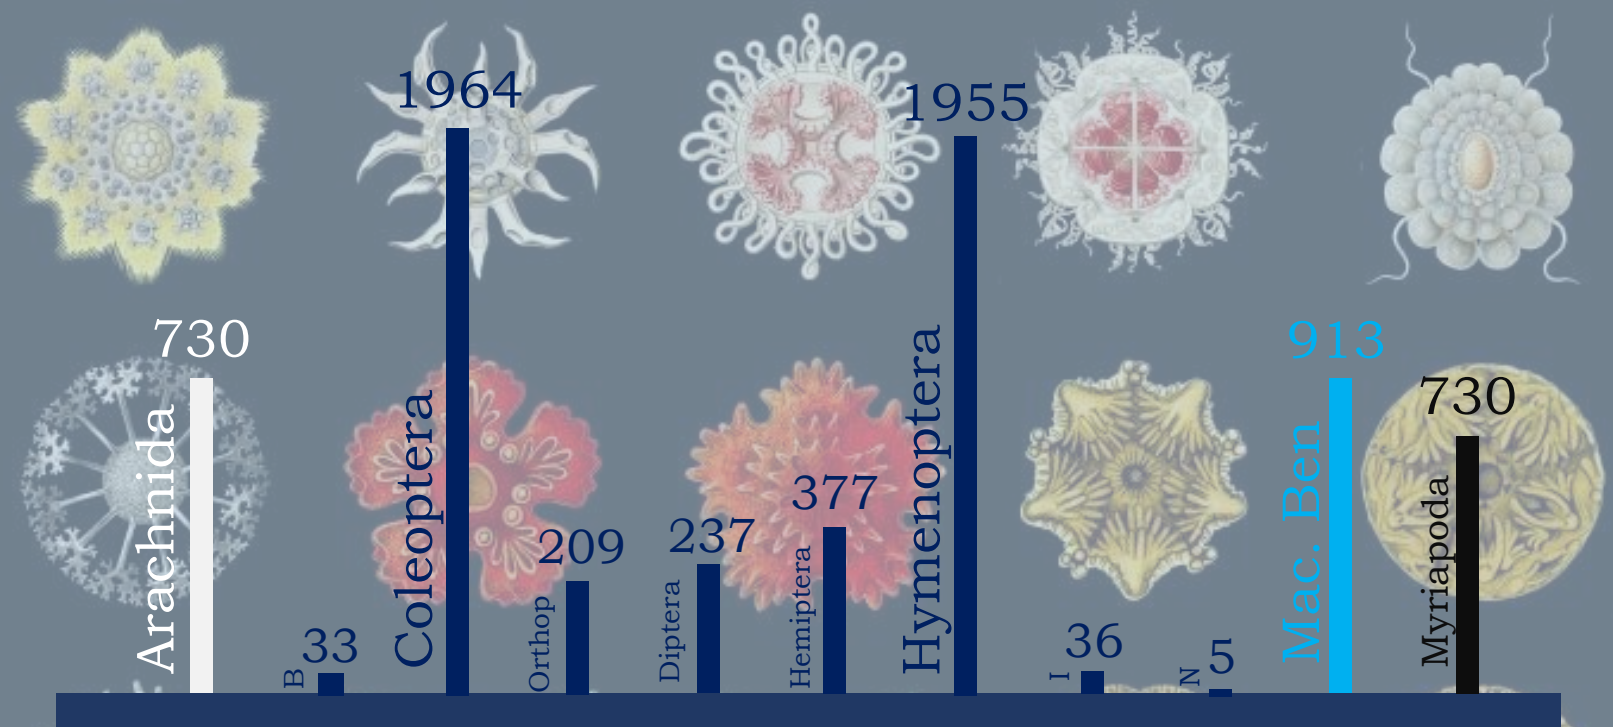 730
Arachnida
33
B
1964
Coleoptera
209
Orthop
237
Diptera
377
Hemiptera
1955
Hymenoptera
36
I
5
N
913
Mac. Ben
730
Myriapoda